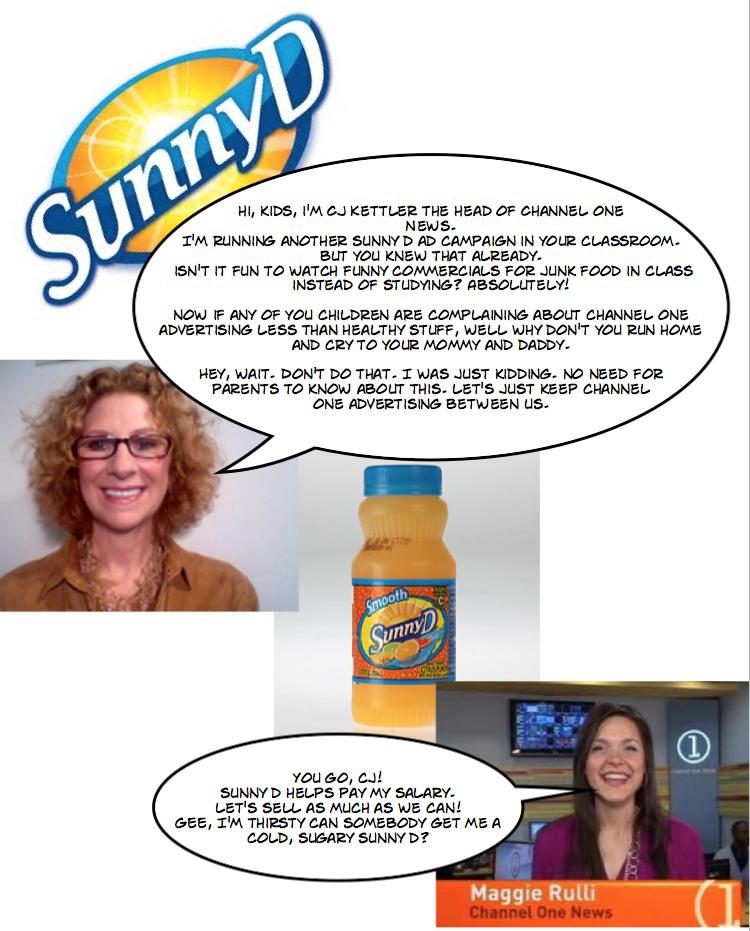 SunnyD
HI, KIDS, I'M CJ KETTLER THE HEAD OF CHANNEL ONE
NEWS.
I'M RUNNING ANOTHER SUNNY D AD CAMPAIGN IN YOUR CLASSROOM.
BUT YOU KNEW THAT ALREADY.
ISN'T IT FUN TO WATCH FUNNY COMMERCIALS FOR JUNK FOOD IN CLASS
INSTEAD OF STUDYING? ABSOLUTELY!
NOW IF ANY OF YOU CHILDREN ARE COMPLAINING ABOUT CHANNEL ONE
ADVERTISING LESS THAN HEALTHY STUFF, WELL WHY DON'T YOU RUN HOME
AND CRY TO YOUR MOMMY AND DADDY.
HEY, WAIT. DON'T DO THAT. I WAS JUST KIDDING. NO NEED FOR
PARENTS TO KNOW ABOUT THIS. LET'S JUST KEEP CHANNEL
ONE ADVERTISING BETWEEN US.
Smooth
SunnyD
1
YOU GO, CJ!
SUNNY D HELPS PAY MY SALARY.
LET'S SELL AS MUCH AS WE CAN!
GEE, I'M THIRSTY CAN SOMEBODY GET ME A
COLD, SUGARY SUNNY D?
Maggie Rulli
Channel One News
1